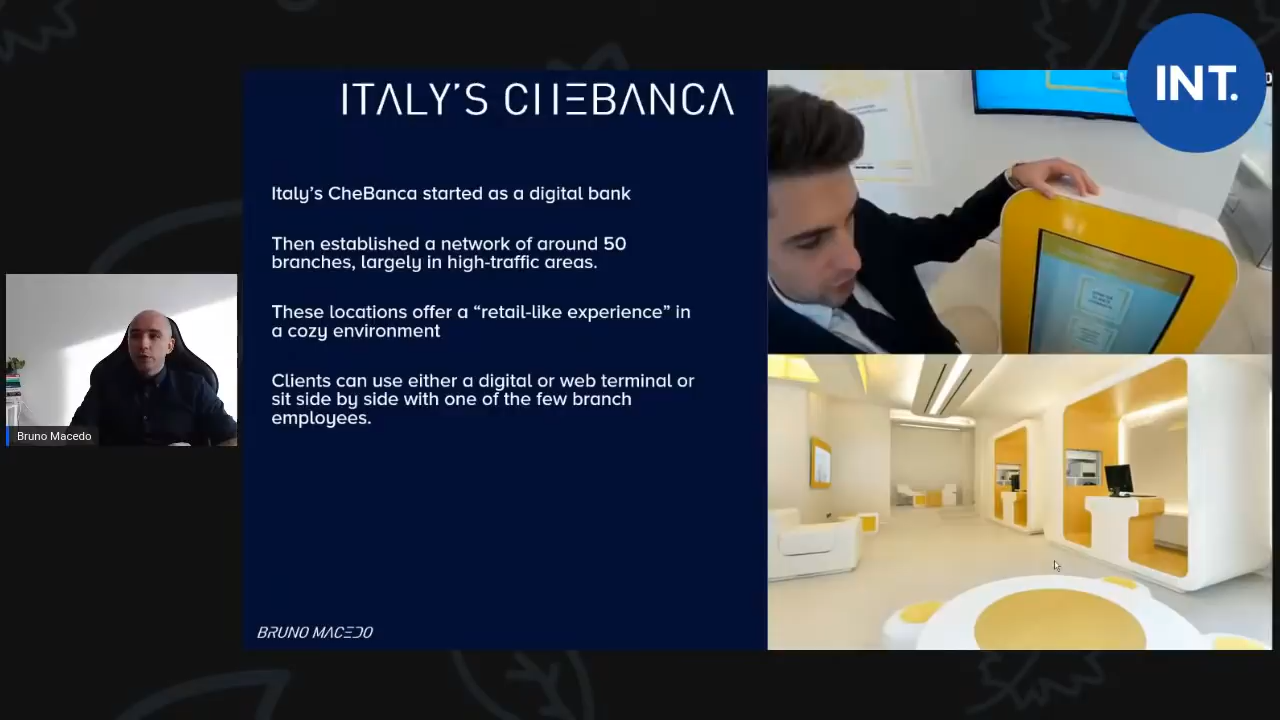 ITALY'S CHEBANCA
INT.
Italy's CheBanca started as a digital bank
Then established a network of around 50
branches, largely in high-traffic areas.
These locations offer a “retail-like experience” in
a cozy environment
Clients can use either a digital or web terminal or
sit side by side with one of the few branch
employees.
Bruno Macedo
BRUNO MACEDO